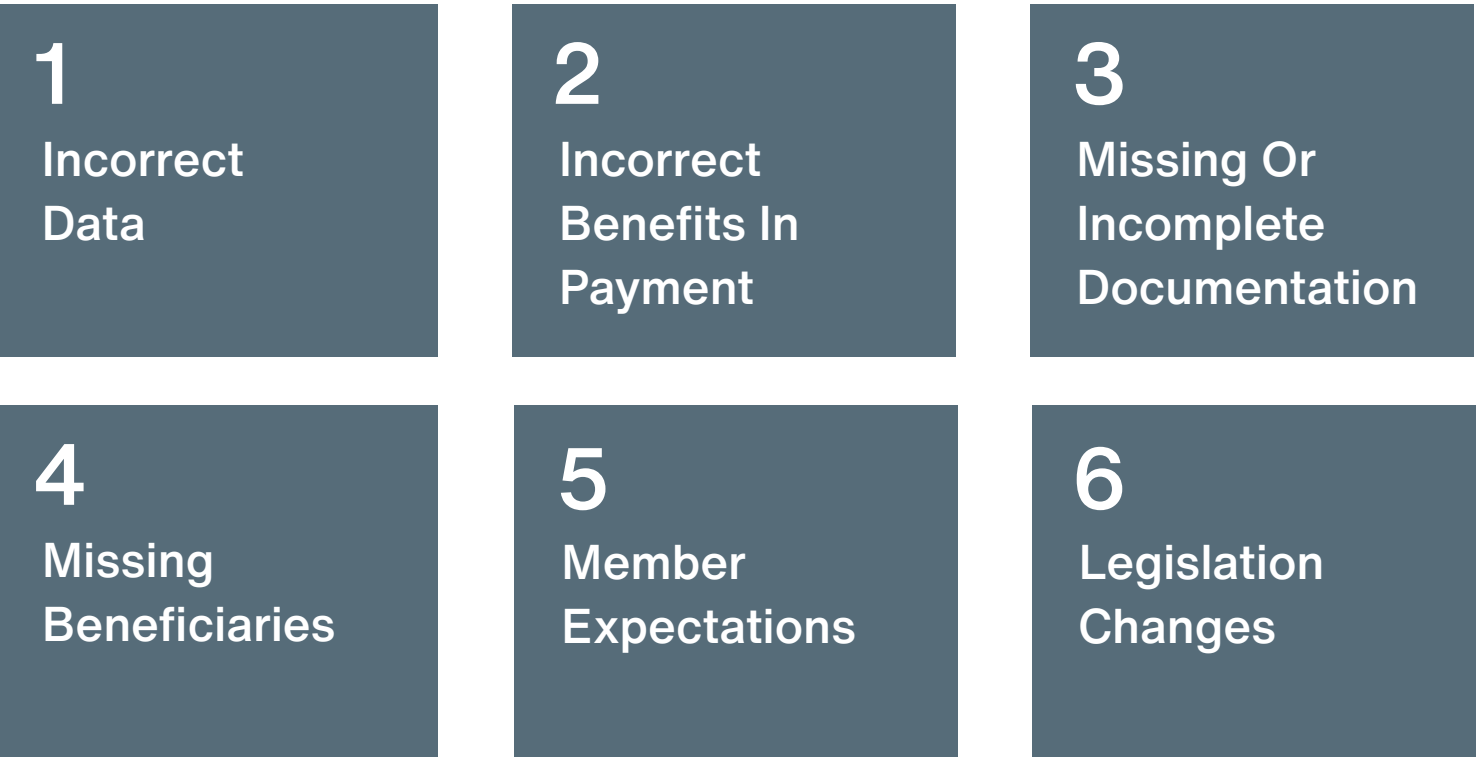 1
Incorrect
Data
2
Incorrect
Benefits In
Payment
3
Missing Or
Incomplete
Documentation
4
Missing
Beneficiaries
5
Member
Expectations
6
Legislation
Changes